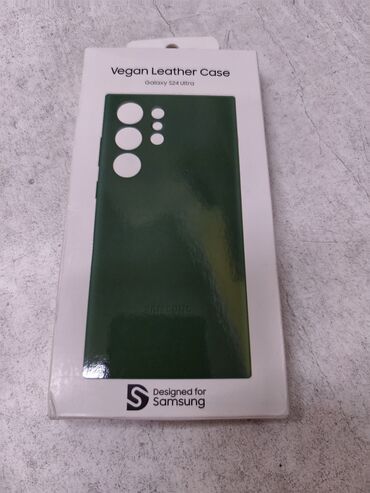 Vegan Leather Case
Galaxy S24 Ultra
SAMSUNG
Designed for
Samsung